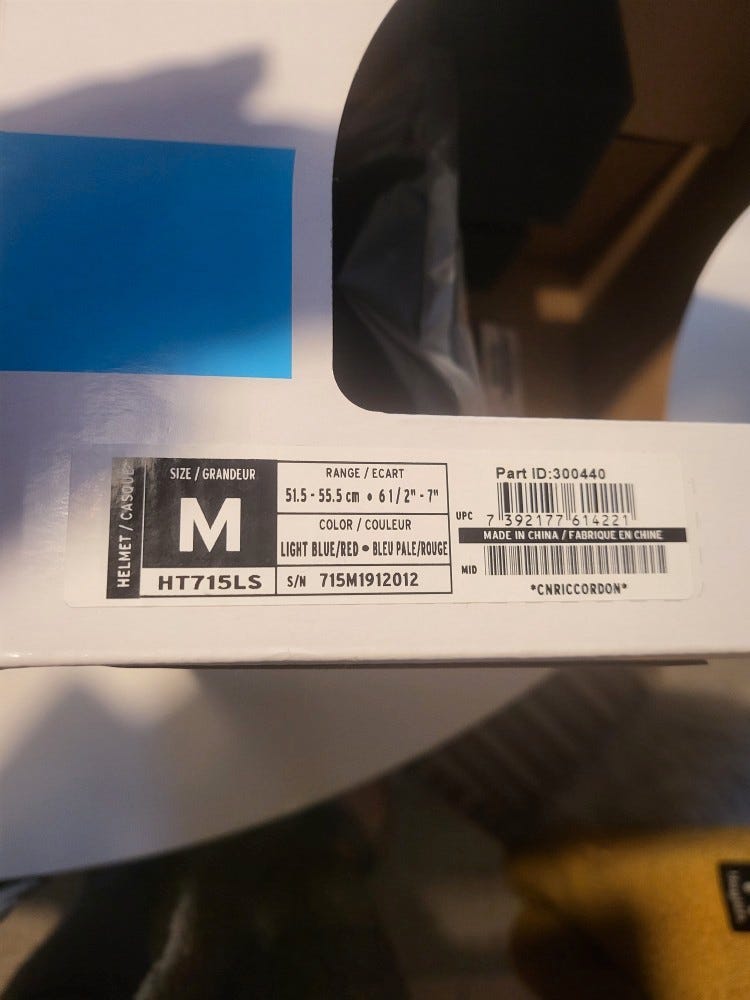 HELMET / CASQUE
SIZE / GRANDEUR
M
HT715LS
RANGE / ECART
51.5 - 55.5 cm • 6 1/2" - 7"
COLOR / COULEUR
LIGHT BLUE/RED • BLEU PALE/ROUGE
S/N 715M1912012
Part ID:300440
UPC 7 392177 614221
MADE IN CHINA / FABRIQUE EN CHINE
MID
*CNRICCORDON*